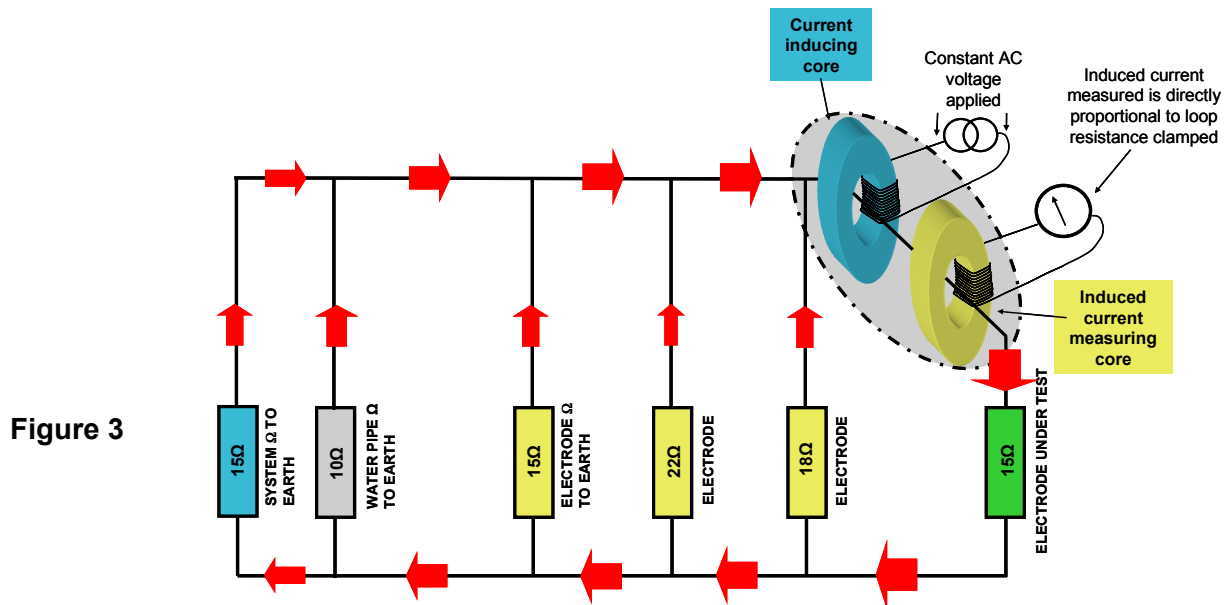 Current
inducing
core
Constant AC
voltage
applied
Induced current
measured is directly
proportional to loop
resistance clamped
Induced
current
measuring
core
Figure 3
15Ω
SYSTEM Ω TO
EARTH
10Ω
WATER PIPE Ω
TO EARTH
15Ω
ELECTRODE Ω
TO EARTH
22Ω
ELECTRODE
18Ω
ELECTRODE
15Ω
ELECTRODE UNDER TEST